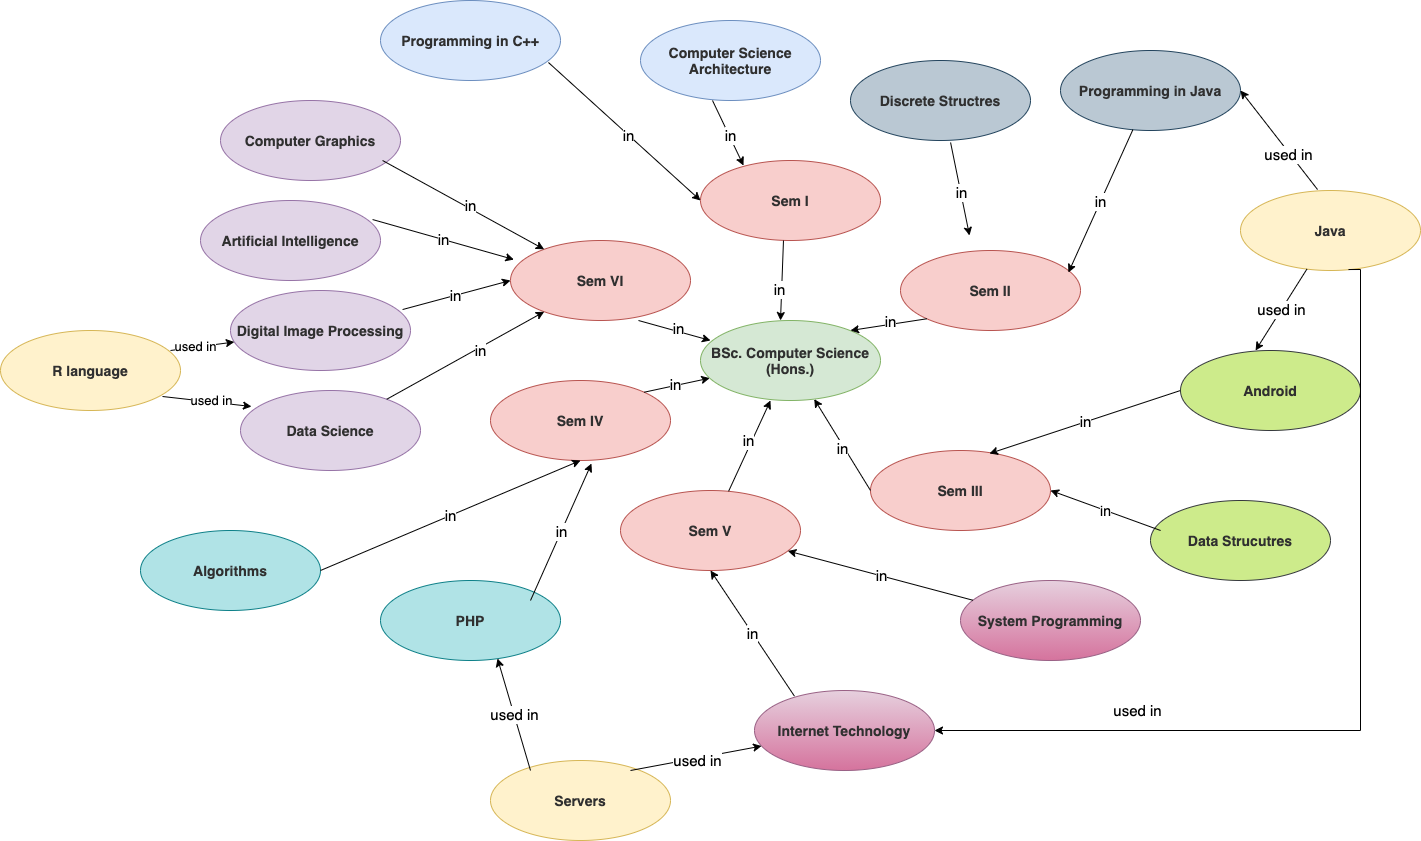 Programming in C++
Computer Science
Architecture
Discrete Structres
Programming in Java
Computer Graphics
in
in
used in
in
Sem I
in
in
Java
Artificial Intelligence
in
Sem VI
in
Sem II
in
Digital Image Processing
in
in
in
used in
used in
R language
in
BSc. Computer Science
(Hons.)
used in
Data Science
in
Sem IV
Android
in
in
in
Sem III
in
Data Strucutres
in
Sem V
in
Algorithms
in
PHP
System Programming
in
used in
used in
Internet Technology
used in
Servers